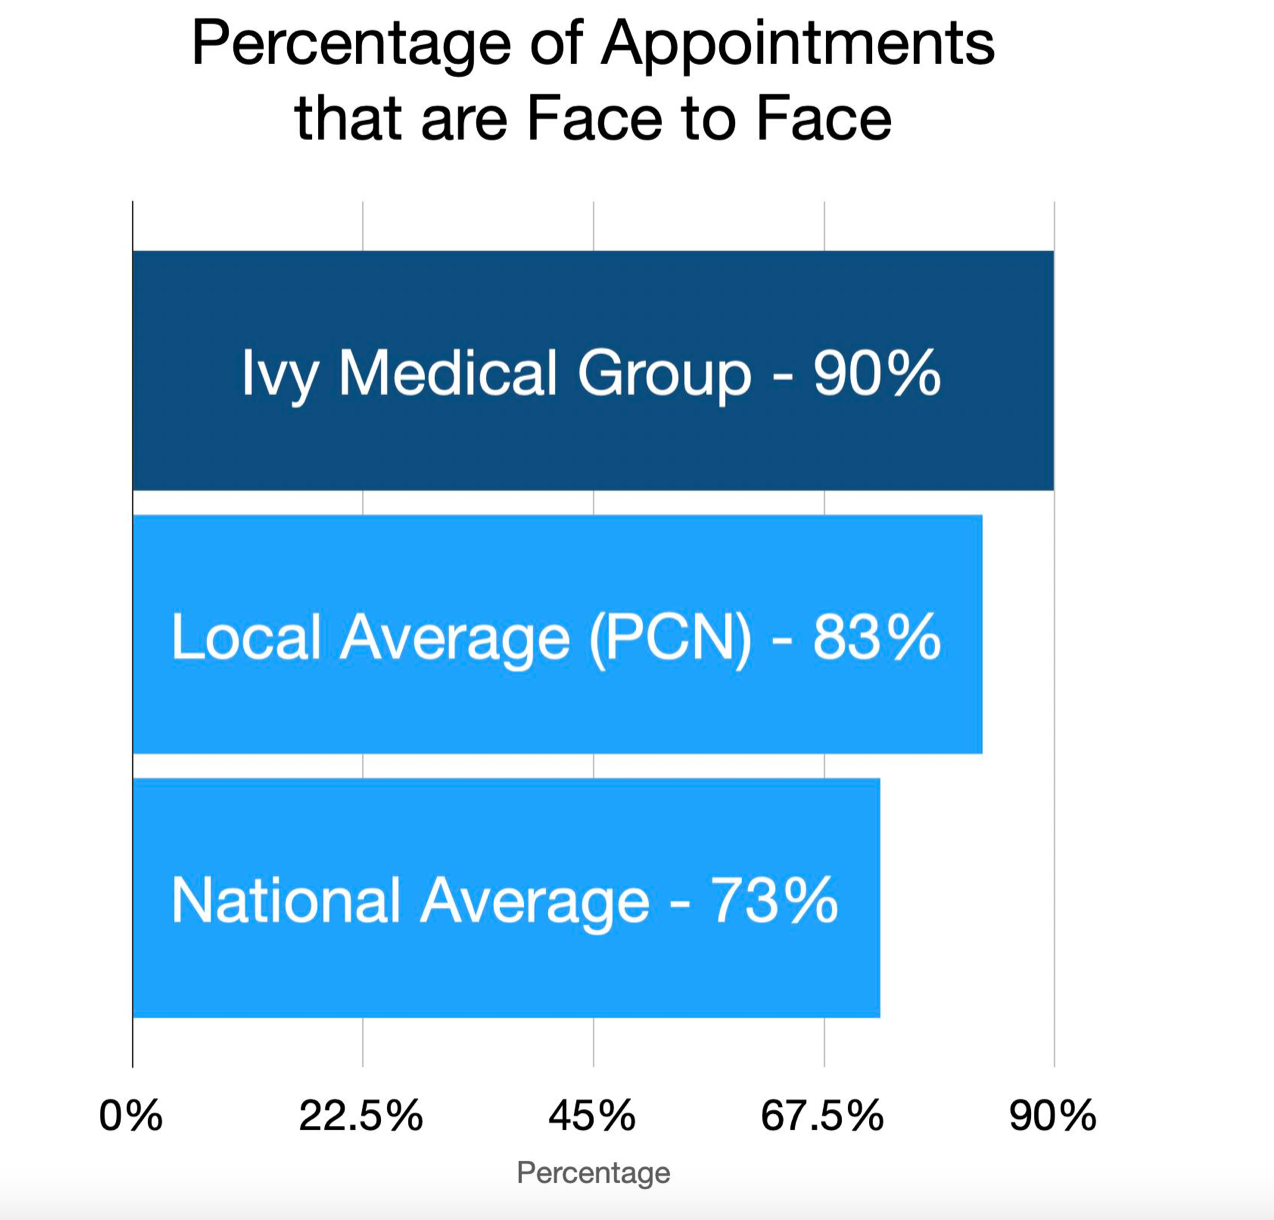 Percentage of Appointments
that are Face to Face
Ivy Medical Group - 90%
Local Average (PCN) - 83%
National Average - 73%
0% 22.5% 45% 67.5% 90%
Percentage